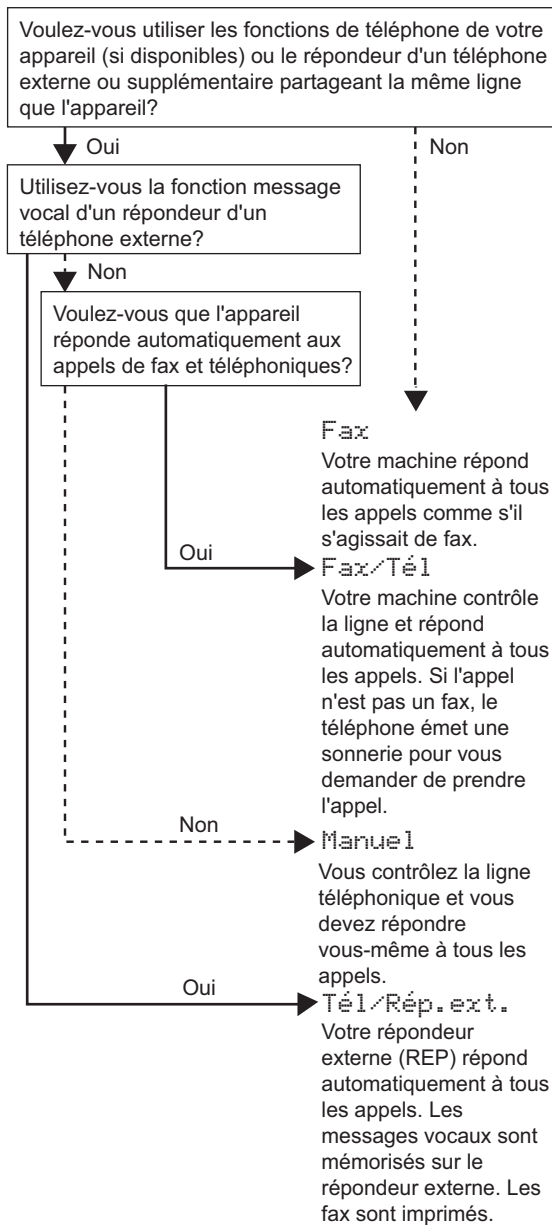 Voulez-vous utiliser les fonctions de téléphone de votre
appareil (si disponibles) ou le répondeur d'un téléphone
externe ou supplémentaire partageant la même ligne
que l'appareil?
Oui
Non
Utilisez-vous la fonction message
vocal d'un répondeur d'un
téléphone externe?
Non
Voulez-vous que l'appareil
réponde automatiquement aux
appels de fax et téléphoniques?
Fax
Votre machine répond
automatiquement à tous
les appels comme s'il
s'agissait de fax.
Oui
Fax/Tél
Votre machine contrôle
la ligne et répond
automatiquement à tous
les appels. Si l'appel
n'est pas un fax, le
téléphone émet une
sonnerie pour vous
demander de prendre
l'appel.
Non
Manuel
Vous contrôlez la ligne
téléphonique et vous
devez répondre
vous-même à tous les
appels.
Oui
Tél/Rép.ext.
Votre répondeur
externe (REP) répond
automatiquement à tous
les appels. Les
messages vocaux sont
mémorisés sur le
répondeur externe. Les
fax sont imprimés.